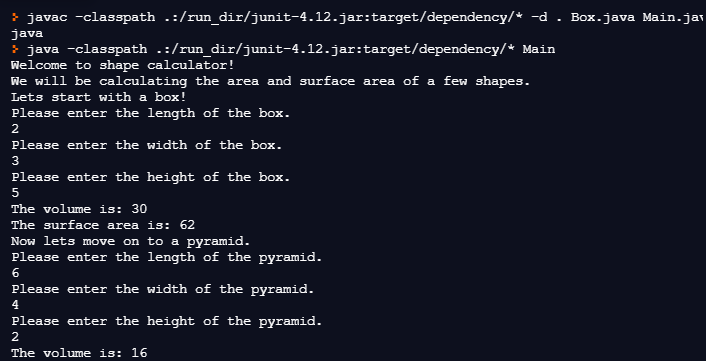 > javac -classpath .:/run_dir/junit-4.12.jar:target/dependency/* -d . Box.java Main.jav
java
> java -classpath .:/run_dir/junit-4.12.jar:target/dependency/* Main
Welcome to shape calculator!
We will be calculating the area and surface area of a few shapes.
Lets start with a box!
Please enter the length of the box.
2
Please enter the width of the box.
3
Please enter the height of the box.
5
The volume is: 30
The surface area is: 62
Now lets move on to a pyramid.
Please enter the length of the pyramid.
6
Please enter the width of the pyramid.
4
Please enter the height of the pyramid.
2
The volume is: 16